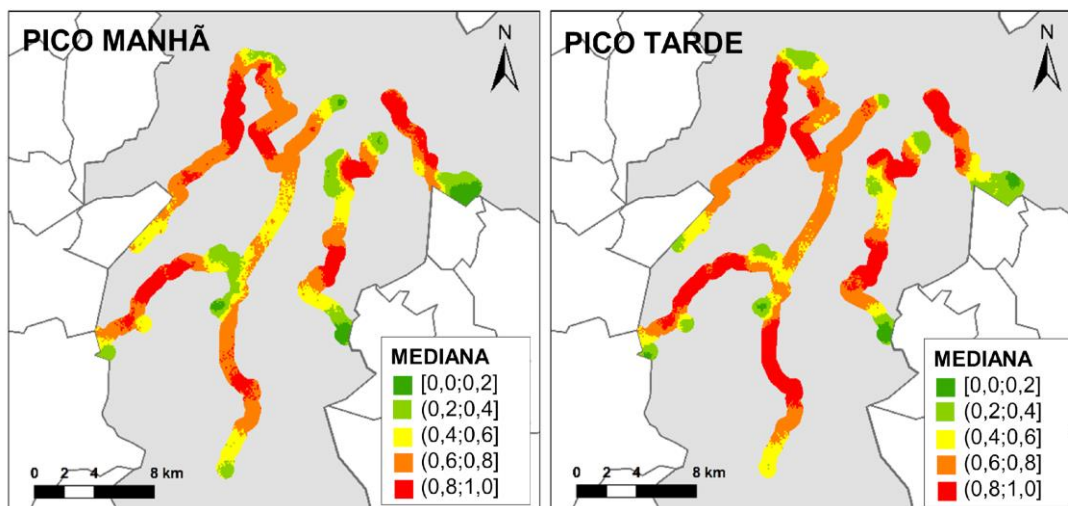 PICO MANHÃ
N
MEDIANA
[0,0;0,2]
(0,2;0,4]
(0,4;0,6]
(0,6;0,8]
(0,8;1,0]
0 2 4 8 km
PICO TARDE
N
MEDIANA
[0,0;0,2]
(0,2;0,4]
(0,4;0,6]
(0,6;0,8]
(0,8;1,0]
0 2 4 8 km